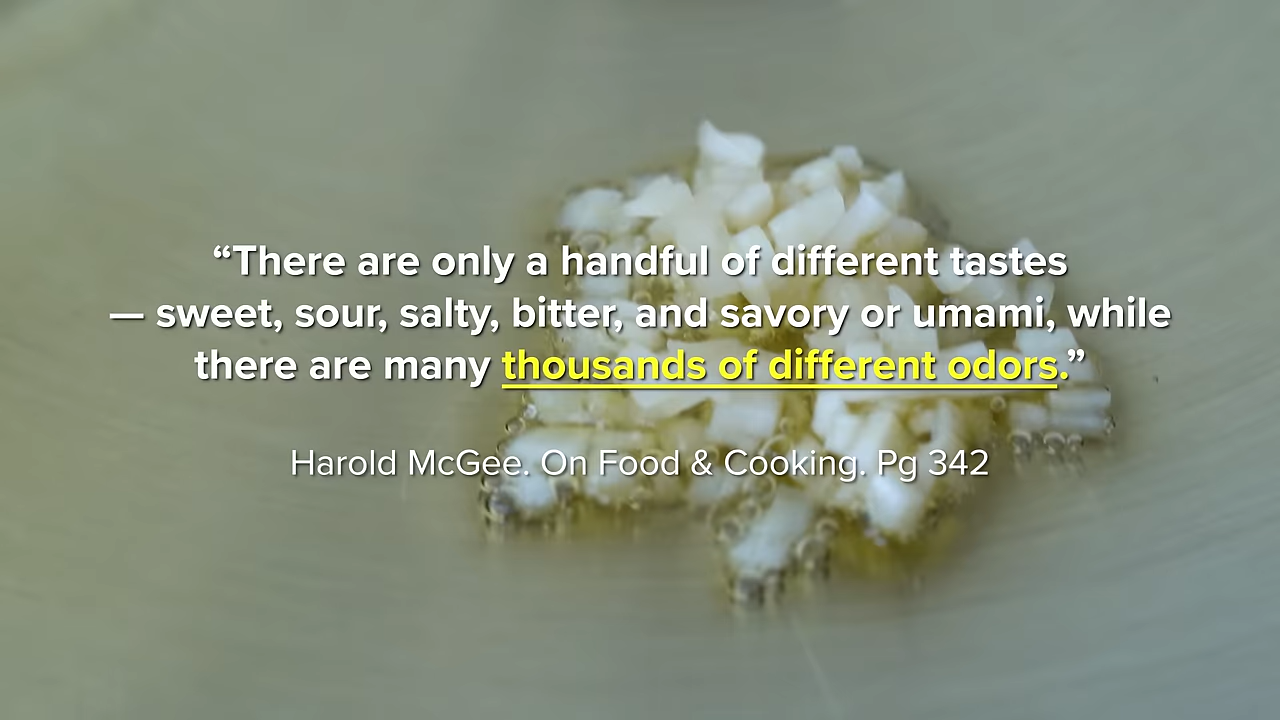 “There are only a handful of different tastes
— sweet, sour, salty, bitter, and savory or umami, while
there are many thousands of different odors.”
Harold McGee. On Food & Cooking. Pg 342